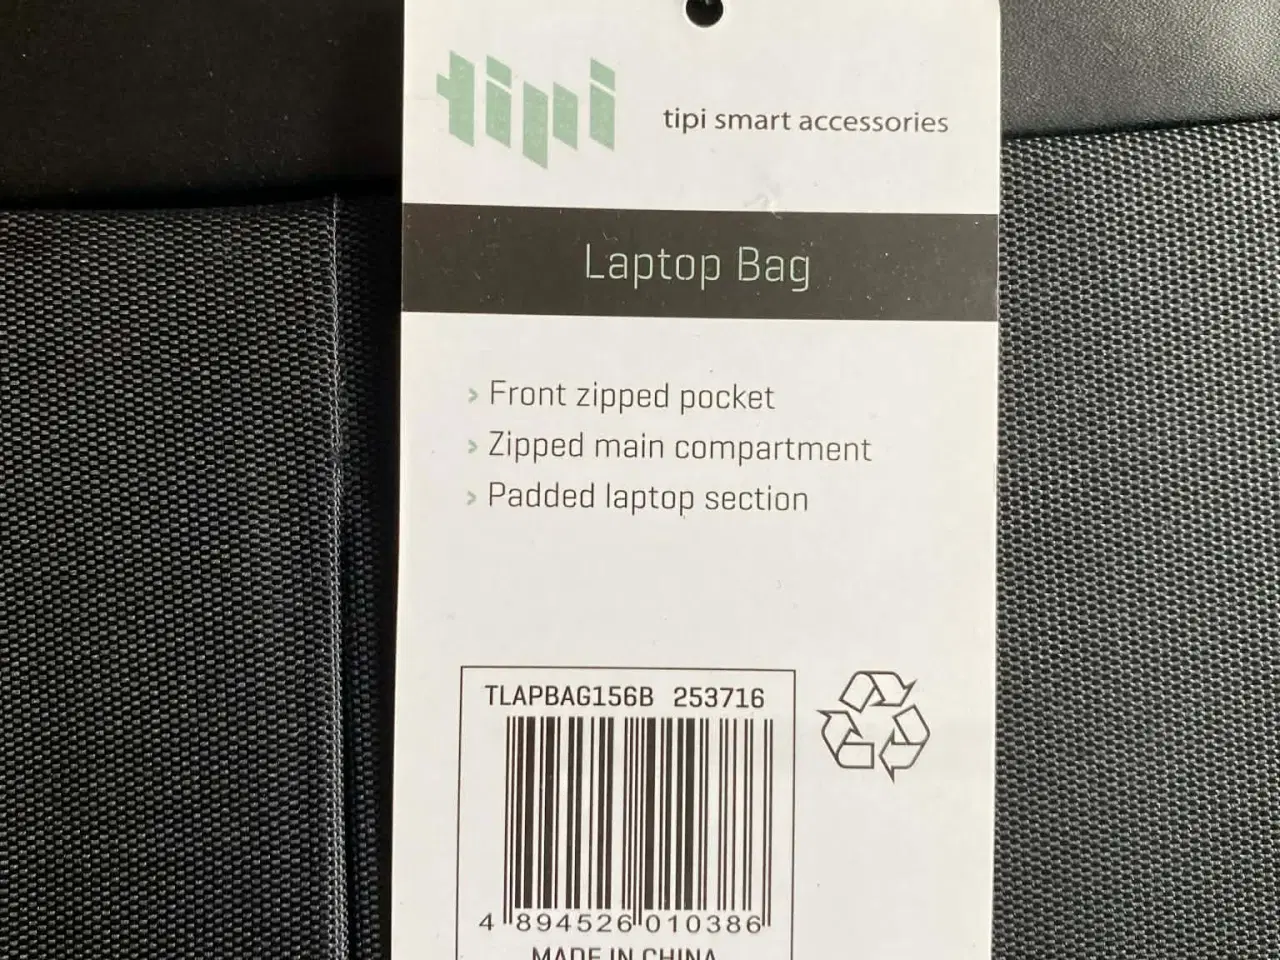 tipi
tipi smart accessories
Laptop Bag
› Front zipped pocket
› Zipped main compartment
› Padded laptop section
TLAPBAG156B 253716
4 894526 010386
MADE IN CHINA